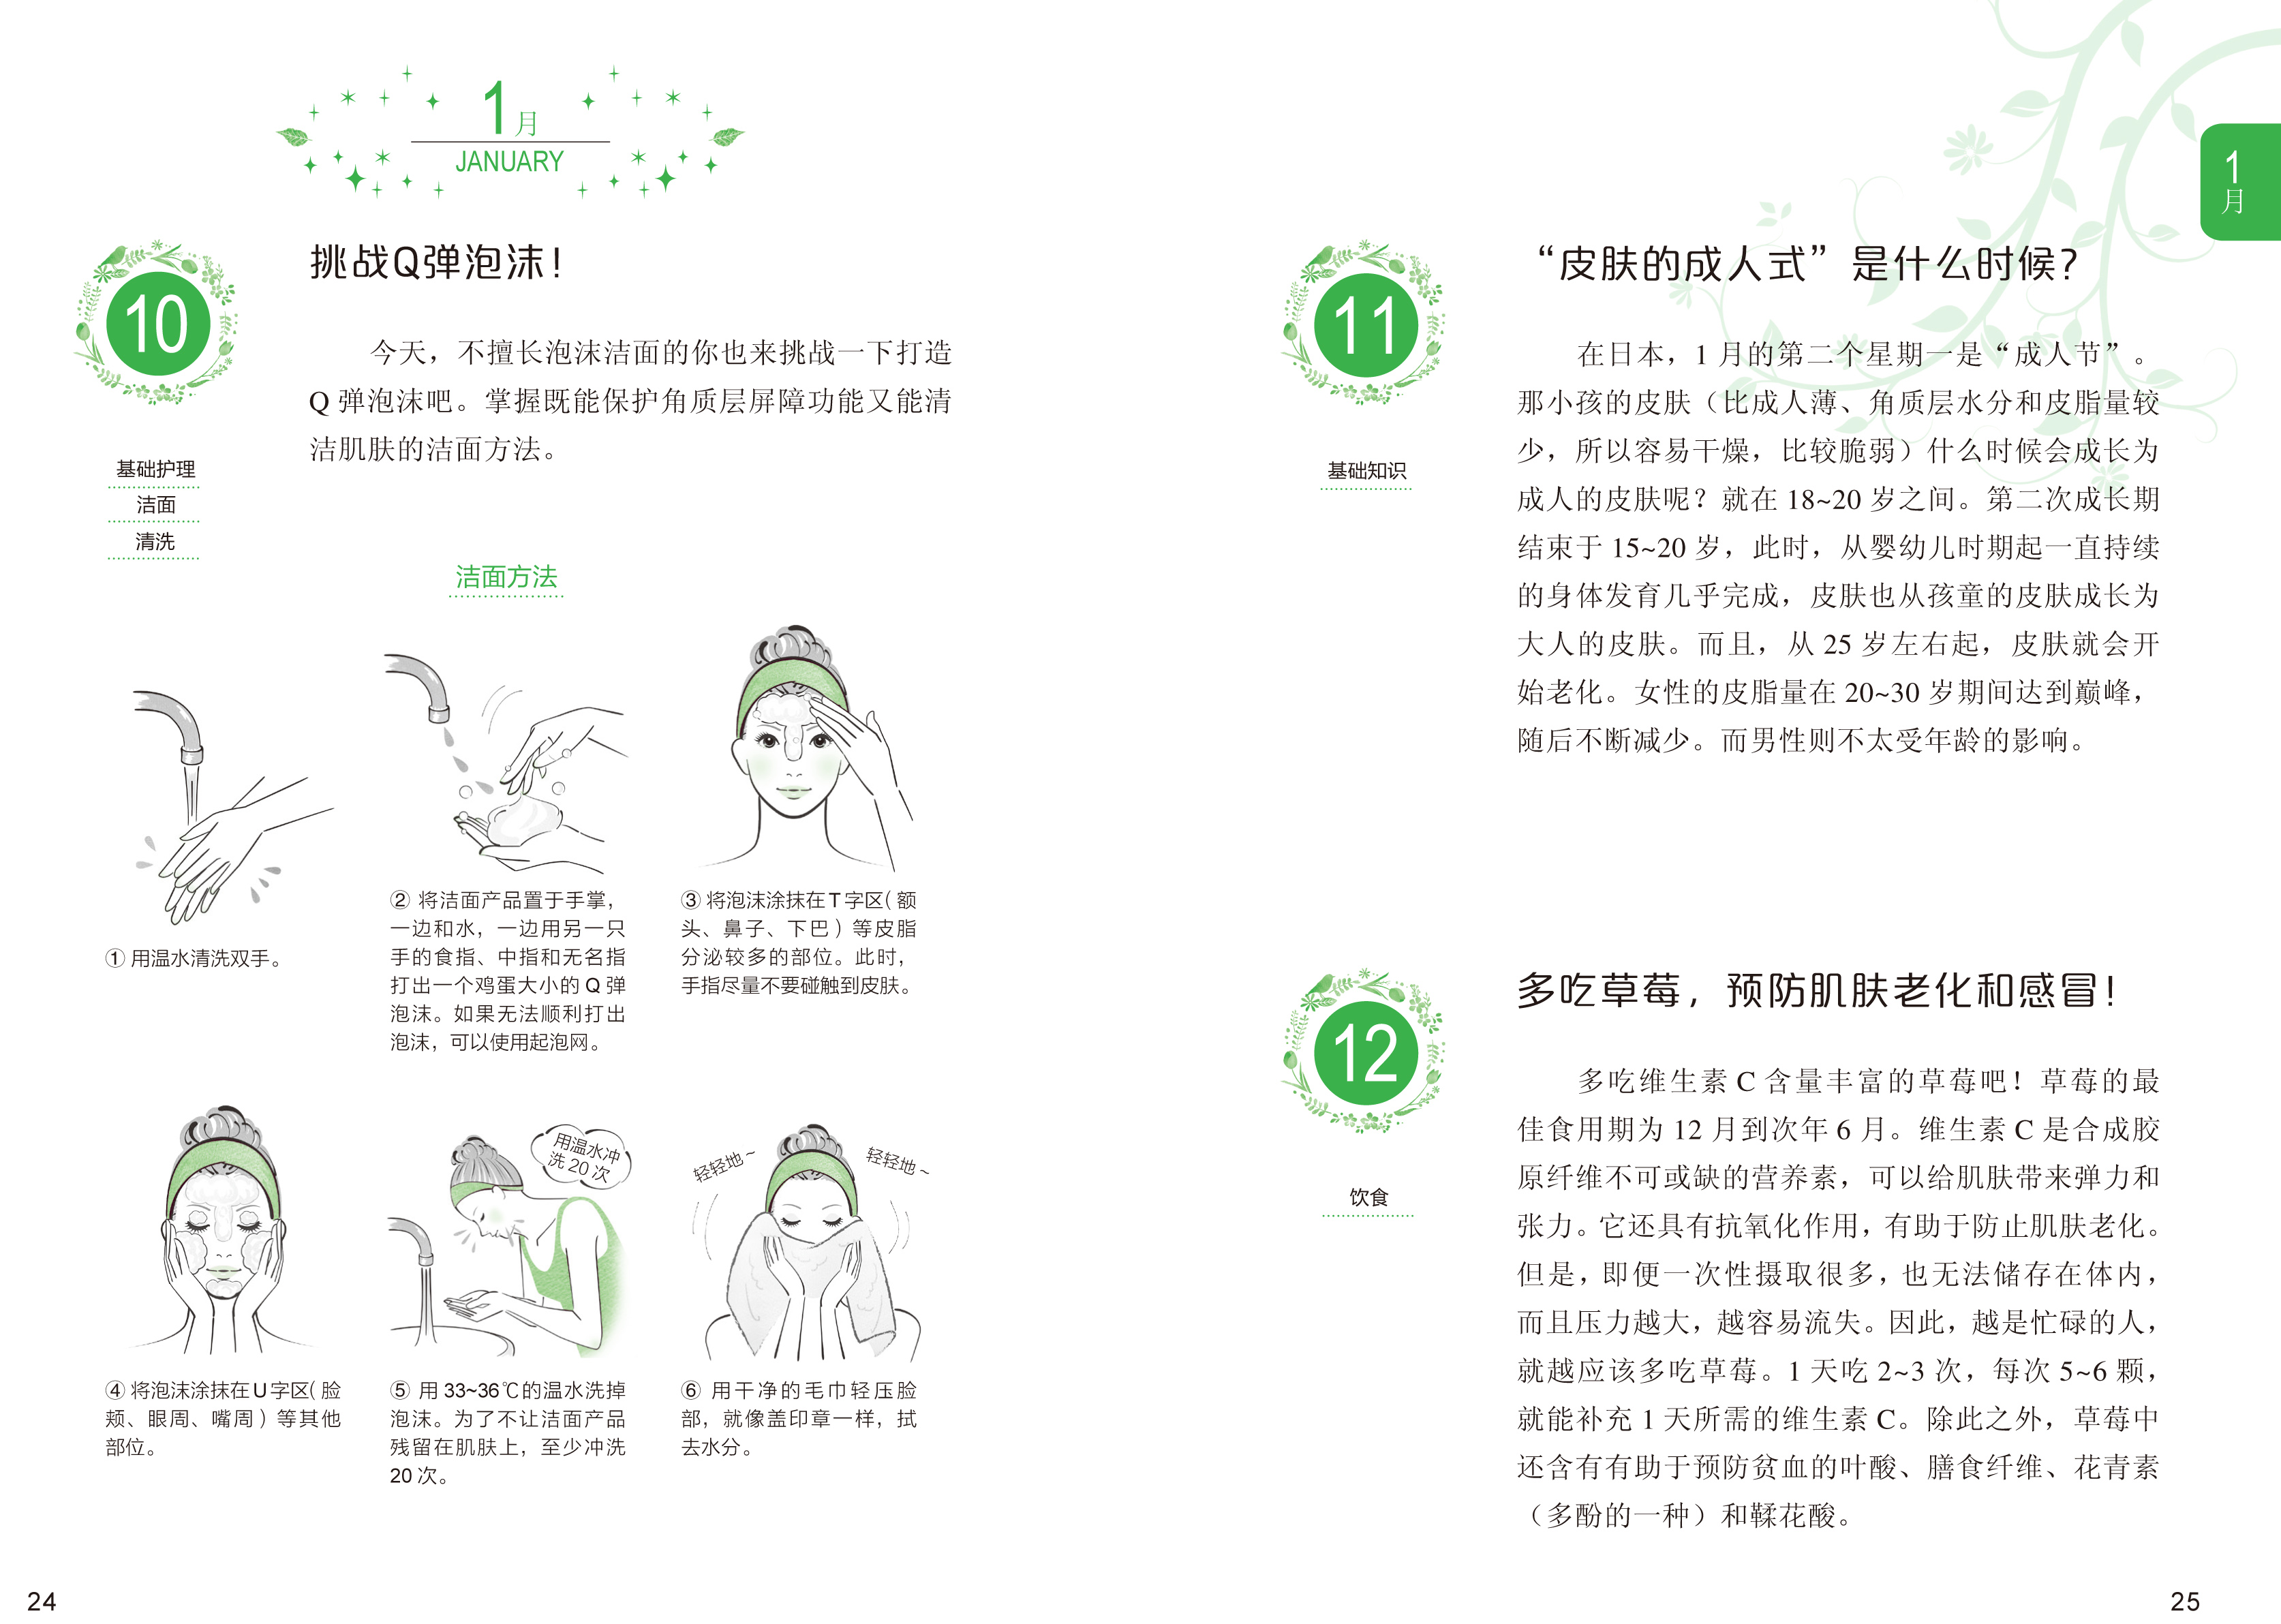 1月
JANUARY
10
基础护理
洁面
清洗
挑战Q弹泡沫！
今天，不擅长泡沫洁面的你也来挑战一下打造
Q 弹泡沫吧。掌握既能保护角质层屏障功能又能清
洁肌肤的洁面方法。
洁面方法
① 用温水清洗双手。
② 将洁面产品置于手掌，
一边和水，一边用另一只
手的食指、中指和无名指
打出一个鸡蛋大小的 Q 弹
泡沫。如果无法顺利打出
泡沫，可以使用起泡网。
③ 将泡沫涂抹在 T 字区（额
头、鼻子、下巴）等皮脂
分泌较多的部位。此时，
手指尽量不要碰触到皮肤。
④ 将泡沫涂抹在 U 字区（脸
颊、眼周、嘴周）等其他
部位。
用温水冲
洗 20 次
⑤ 用 33~36℃的温水洗掉
泡沫。为了不让洁面产品
残留在肌肤上，至少冲洗
20 次。
轻轻地~
轻轻地~
⑥ 用干净的毛巾轻压脸
部，就像盖印章一样，拭
去水分。
24
1
月
11
基础知识
“皮肤的成人式”是什么时候？
在日本，1 月的第二个星期一是“成人节”。
那小孩的皮肤（比成人薄、角质层水分和皮脂量较
少，所以容易干燥，比较脆弱）什么时候会成长为
成人的皮肤呢？就在 18~20 岁之间。第二次成长期
结束于 15~20 岁，此时，从婴幼儿时期起一直持续
的身体发育几乎完成，皮肤也从孩童的皮肤成长为
大人的皮肤。而且，从 25 岁左右起，皮肤就会开
始老化。女性的皮脂量在 20~30 岁期间达到巅峰，
随后不断减少。而男性则不太受年龄的影响。
12
饮食
多吃草莓，预防肌肤老化和感冒！
多吃维生素 C 含量丰富的草莓吧！草莓的最
佳食用期为 12 月到次年 6 月。维生素 C 是合成胶
原纤维不可或缺的营养素，可以给肌肤带来弹力和
张力。它还具有抗氧化作用，有助于防止肌肤老化。
但是，即便一次性摄取很多，也无法储存在体内，
而且压力越大，越容易流失。因此，越是忙碌的人，
就越应该多吃草莓。1 天吃 2~3 次，每次 5~6 颗，
就能补充 1 天所需的维生素 C。除此之外，草莓中
还含有有助于预防贫血的叶酸、膳食纤维、花青素
（多酚的一种）和鞣花酸。
25